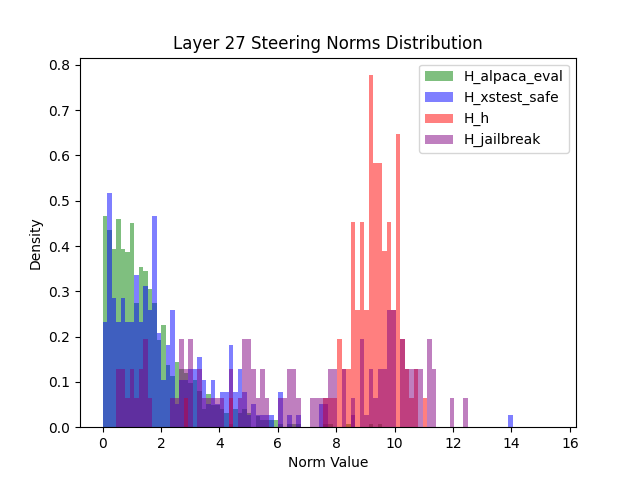 Layer 27 Steering Norms Distribution
H_alpaca_eval
H_xstest_safe
H_h
H_jailbreak
0.8
0.7
0.6
0.5
0.4
0.3
0.2
0.1
0.0
Density
0 2 4 6 8 10 12 14 16
Norm Value